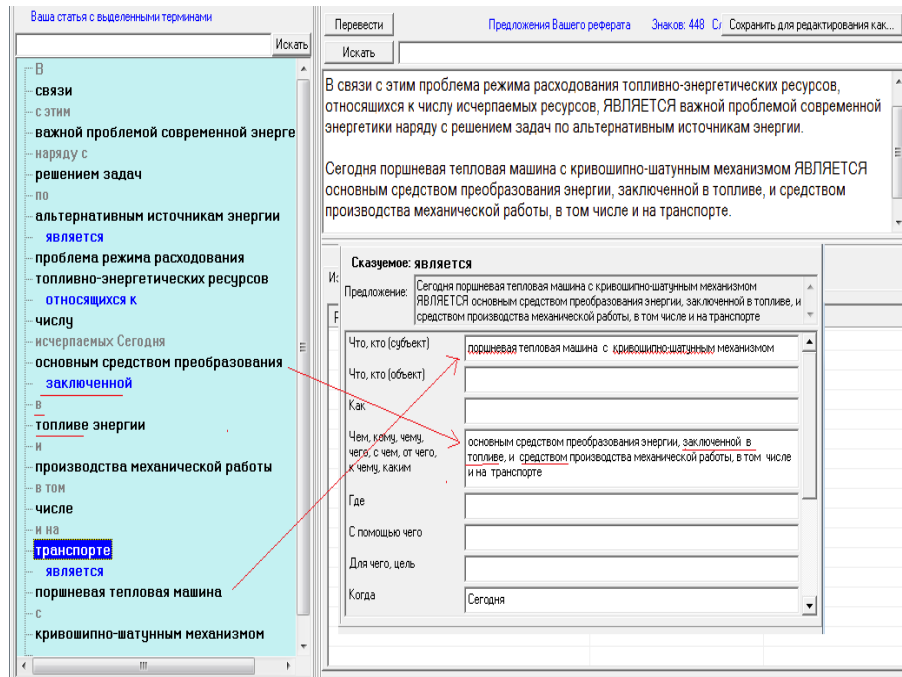 Ваша статья с выделенными терминами
Искать
В
связи
с этим
важной проблемой современной энерге
наряду с
решением задач
по
альтернативным источникам энергии
является
проблема режима расходования
топливно-энергетических ресурсов
относящихся к
числу
исчерпаемых Сегодня
основным средством преобразования
заключенной
в
топливе энергии
и
производства механической работы
в том
числе
и на
транспорте
является
поршневая тепловая машина
с
кривошипно-шатунным механизмом
Перевести
Предложения Вашего реферата
Знаков: 448 Сл
Сохранить для редактирования как...
Искать
В связи с этим проблема режима расходования топливно-энергетических ресурсов,
относящихся к числу исчерпаемых ресурсов, ЯВЛЯЕТСЯ важной проблемой современной
энергетики наряду с решением задач по альтернативным источникам энергии.
Сегодня поршневая тепловая машина с кривошипно-шатунным механизмом ЯВЛЯЕТСЯ
основным средством преобразования энергии, заключенной в топливе, и средством
производства механической работы, в том числе и на транспорте.
Сказуемое: является
Предложение:
Сегодня поршневая тепловая машина с кривошипно-шатунным механизмом
ЯВЛЯЕТСЯ основным средством преобразования энергии, заключенной в топливе, и
средством производства механической работы, в том числе и на транспорте
Что, кто (субъект)
поршневая тепловая машина с кривошипно-шатунным механизмом
Что, кто (объект)
Как
Чем, кому, чему,
чего, с чем, от чего,
к чему, каким
основным средством преобразования энергии, заключенной в
топливе, и средством производства механической работы, в том числе
и на транспорте
Где
С помощью чего
Для чего, цель
Когда
Сегодня